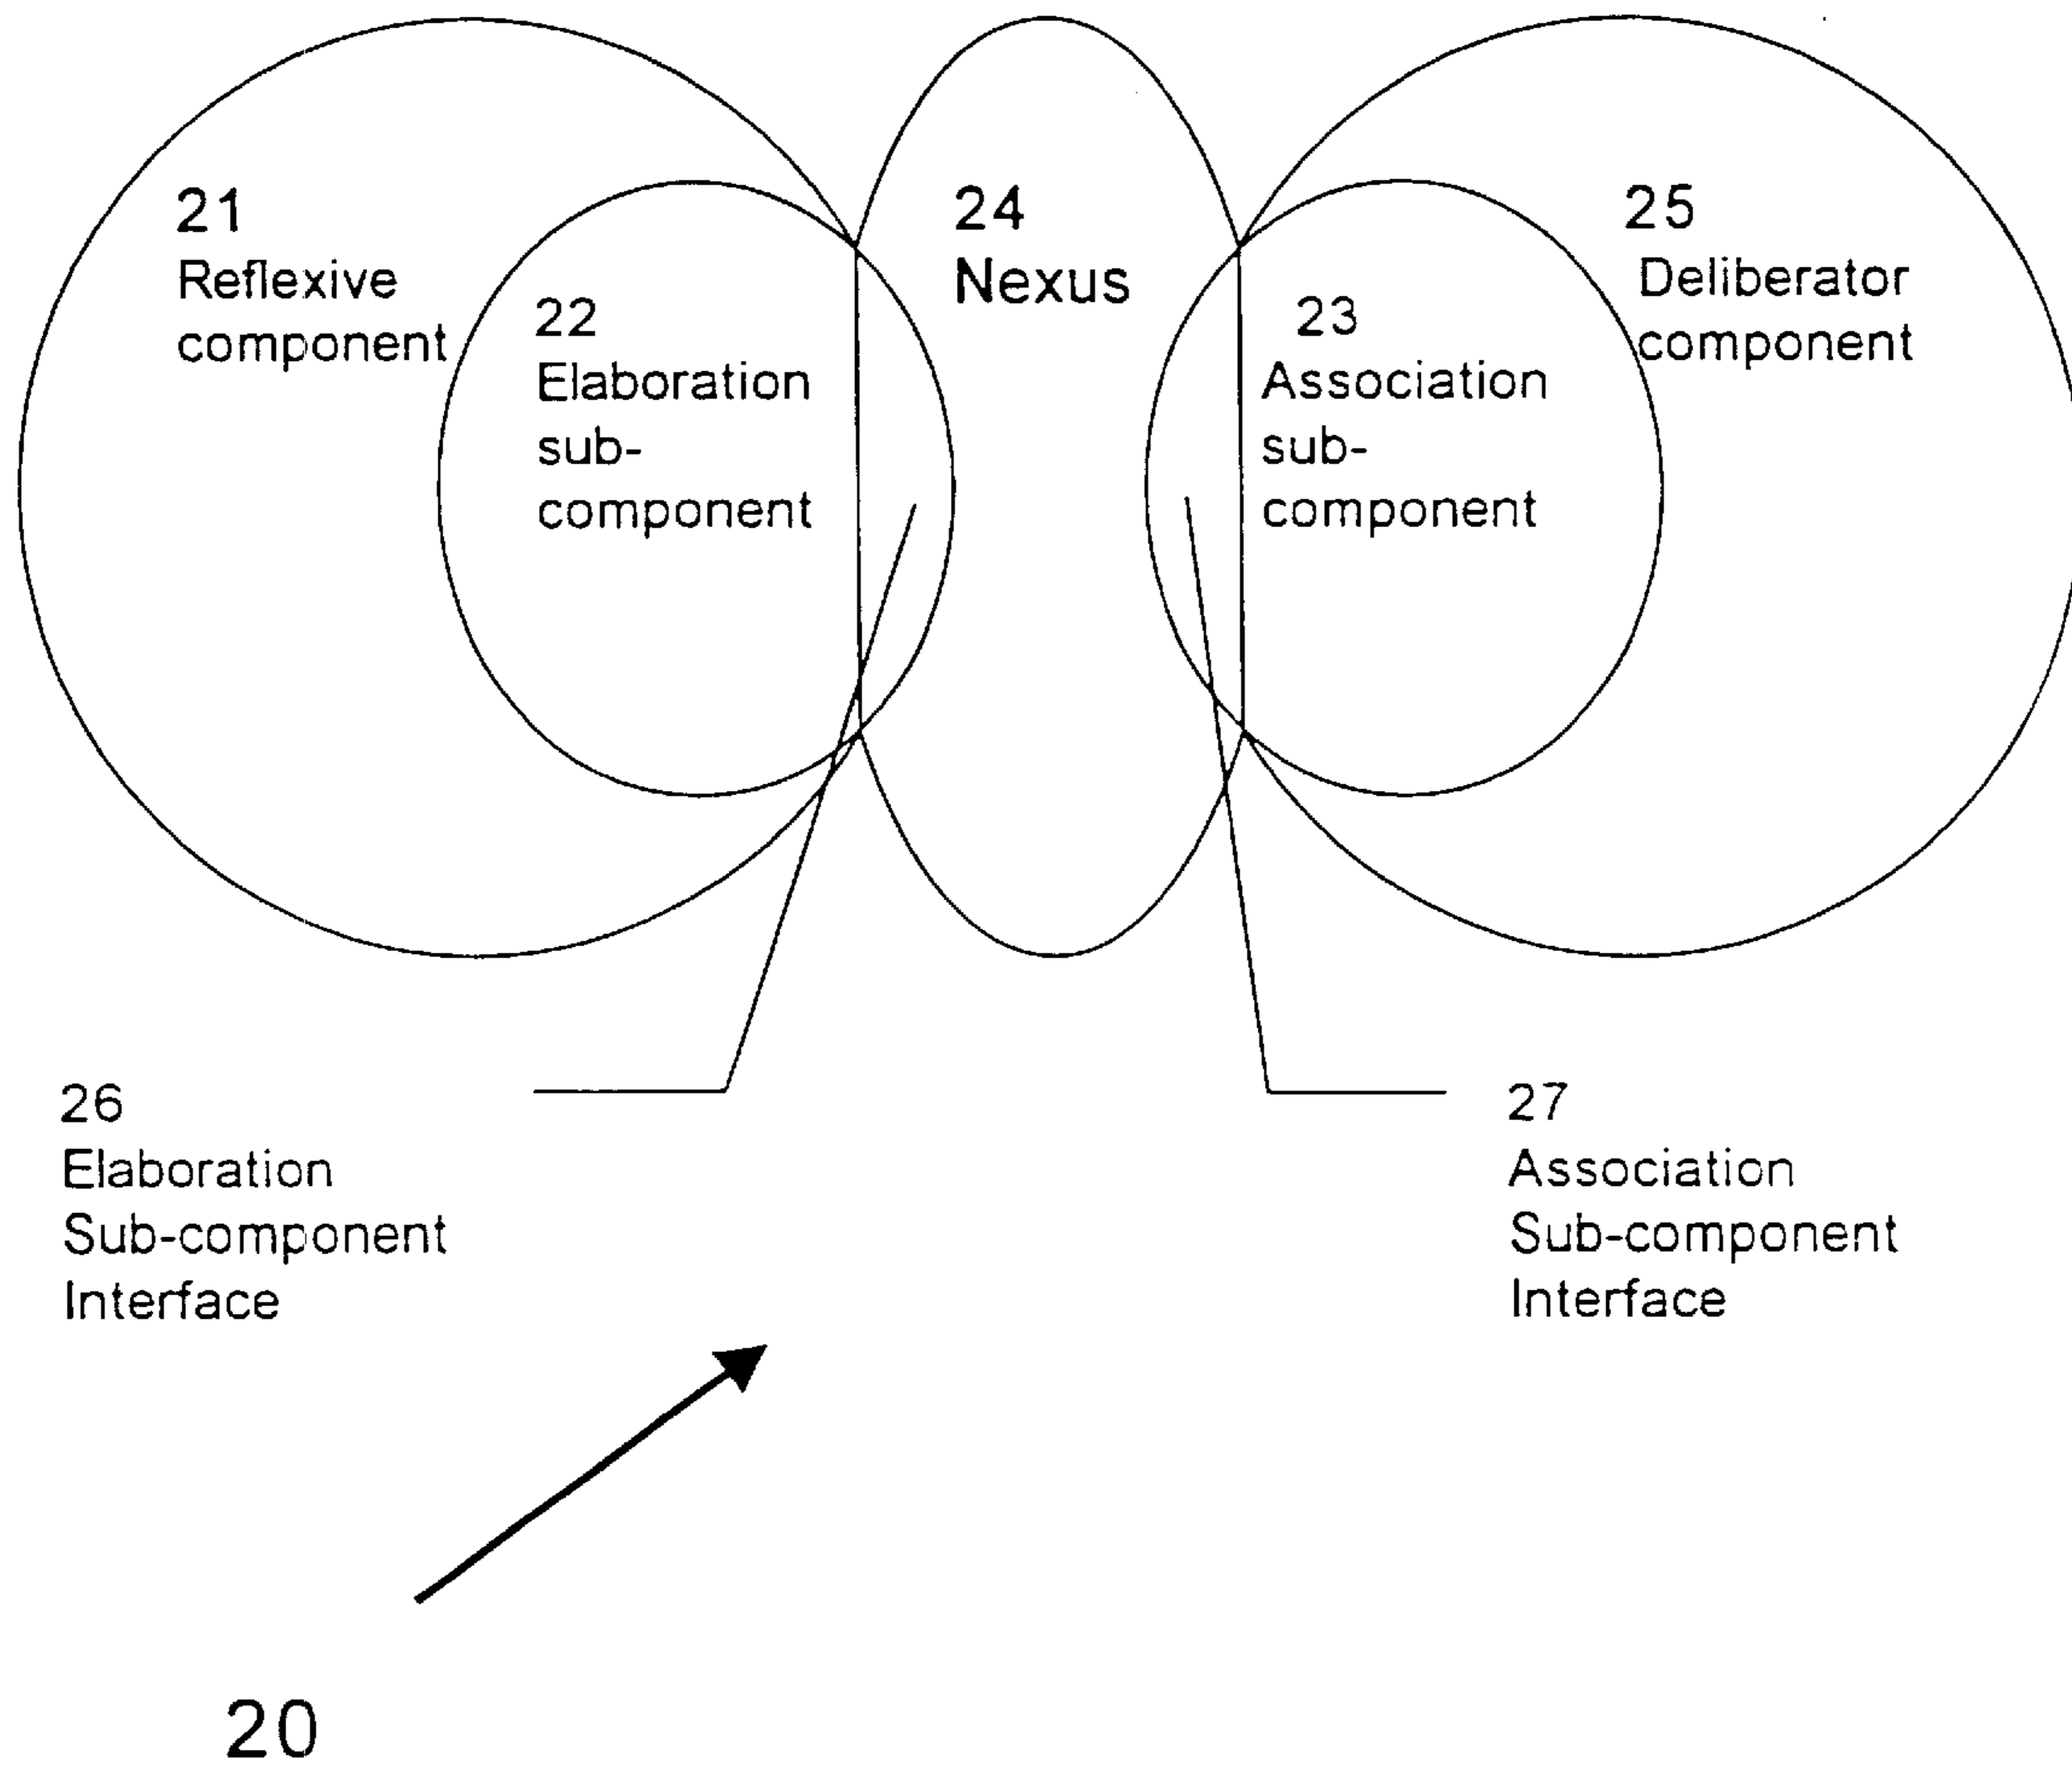 21
Reflexive
component
22
Elaboration
sub-
component
24
Nexus
23
Association
sub-
component
25
Deliberator
component
26
Elaboration
Sub-component
Interface
27
Association
Sub-component
Interface
20